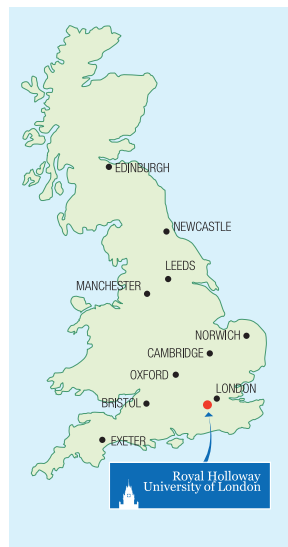 EDINBURGH
NEWCASTLE
LEEDS
MANCHESTER
NORWICH
CAMBRIDGE
OXFORD
LONDON
BRISTOL
EXETER
Royal Holloway
University of London